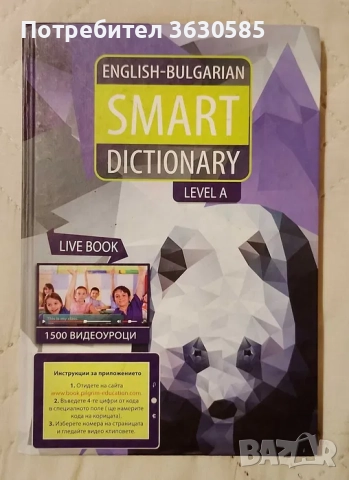 Потребител 3630585
ENGLISH-BULGARIAN
SMART
DICTIONARY
LEVEL A
LIVE BOOK
1500 ВИДЕОУРОЦИ
Инструкции за приложението
1. Отидете на сайта
www.book.pilgrim-education.com
2. Въведете 4-те цифри от кода
в специалното поле ( ще намерите
кода на корицата).
3. Изберете номера на страницата
и гледайте видео клиповете.
BAZAR